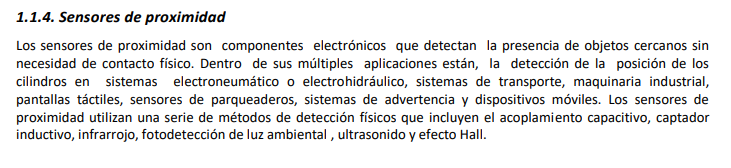 1.1.4. Sensores de proximidad
Los sensores de proximidad son componentes electrónicos que detectan la presencia de objetos cercanos sin
necesidad de contacto físico. Dentro de sus múltiples aplicaciones están, la detección de la posición de los
cilindros en sistemas electroneumático o electrohidráulico, sistemas de transporte, maquinaria industrial,
pantallas táctiles, sensores de parqueaderos, sistemas de advertencia y dispositivos móviles. Los sensores de
proximidad utilizan una serie de métodos de detección físicos que incluyen el acoplamiento capacitivo, captador
inductivo, infrarrojo, fotodetección de luz ambiental , ultrasonido y efecto Hall.